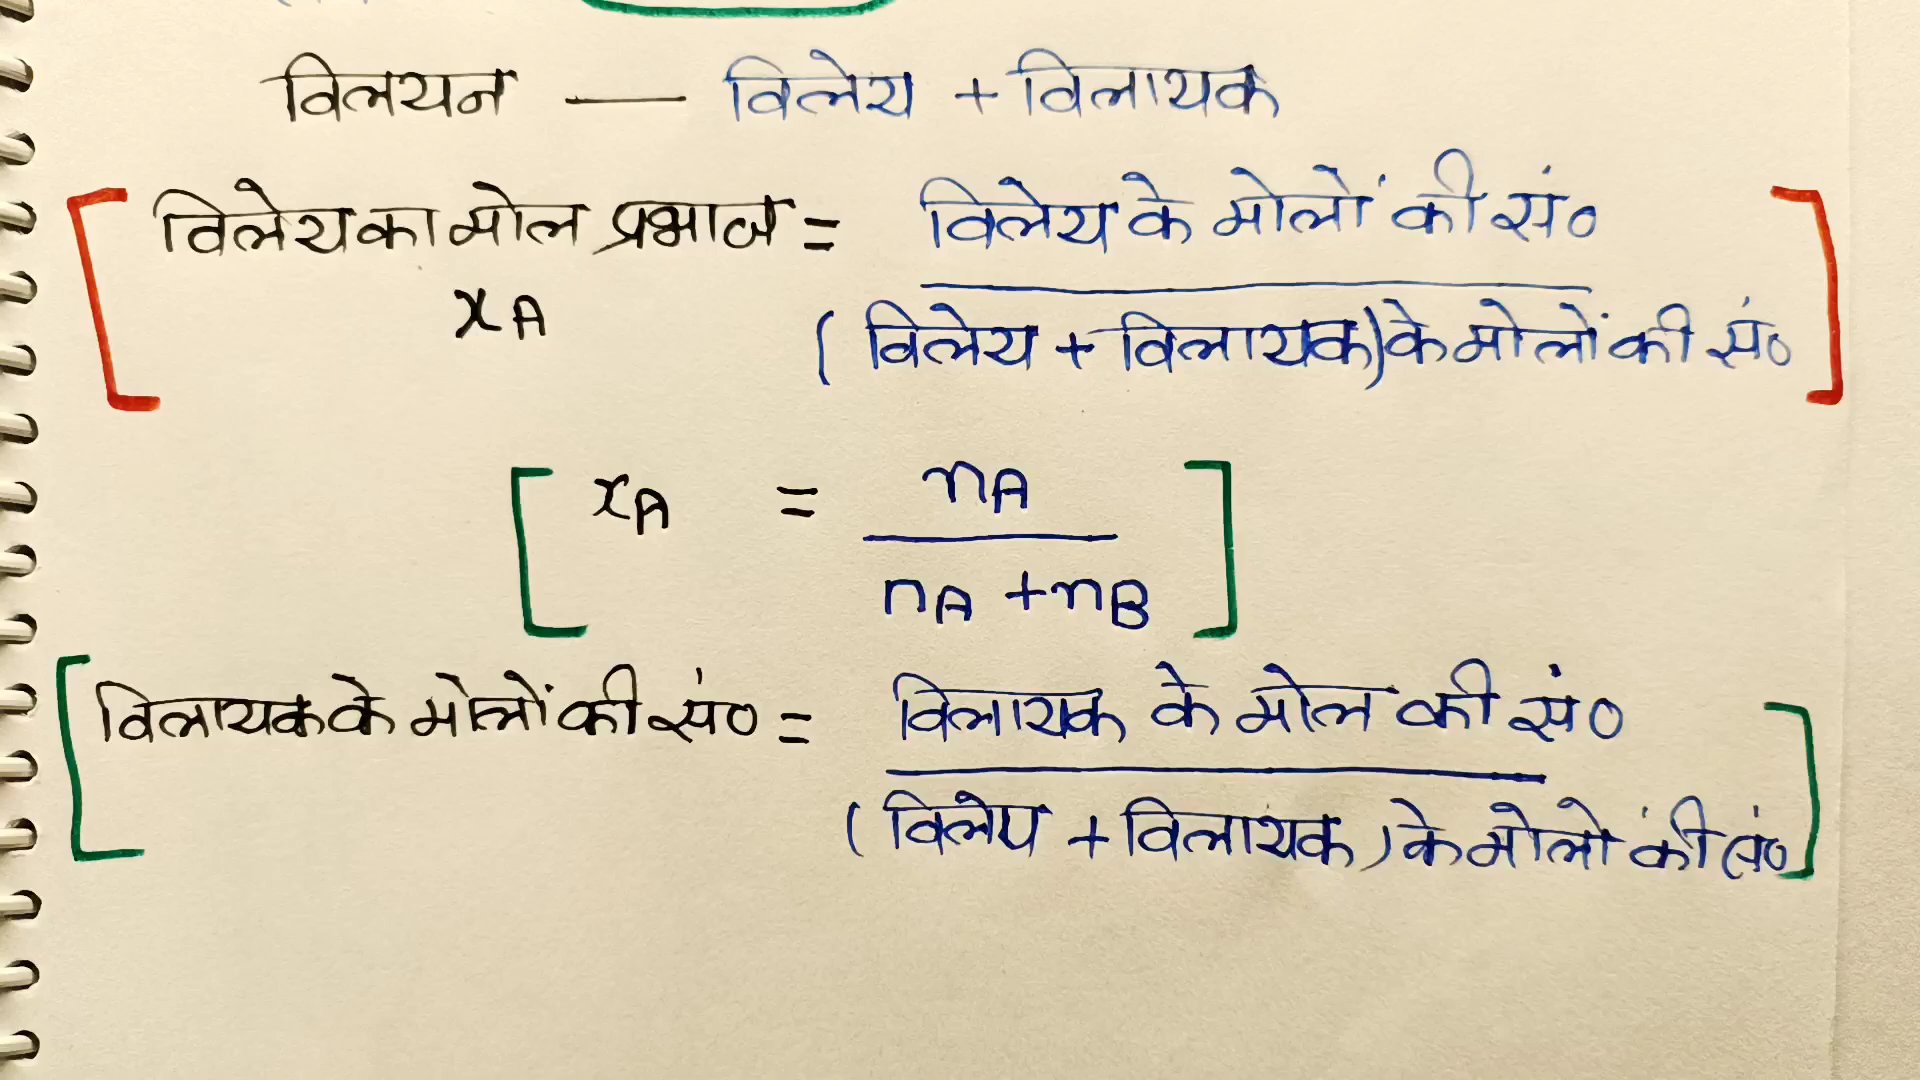 विलयन — विलेय + विलायक
विलेय का मोल प्रभाज = विलेय के मोलों की सं०
xA (विलेय + विलायक) के मोलों की सं०
xA = nA
nA + nB
विलायक के मोलों की सं० = विलायक के मोल की सं०
(विलेय + विलायक) के मोलो की सं०